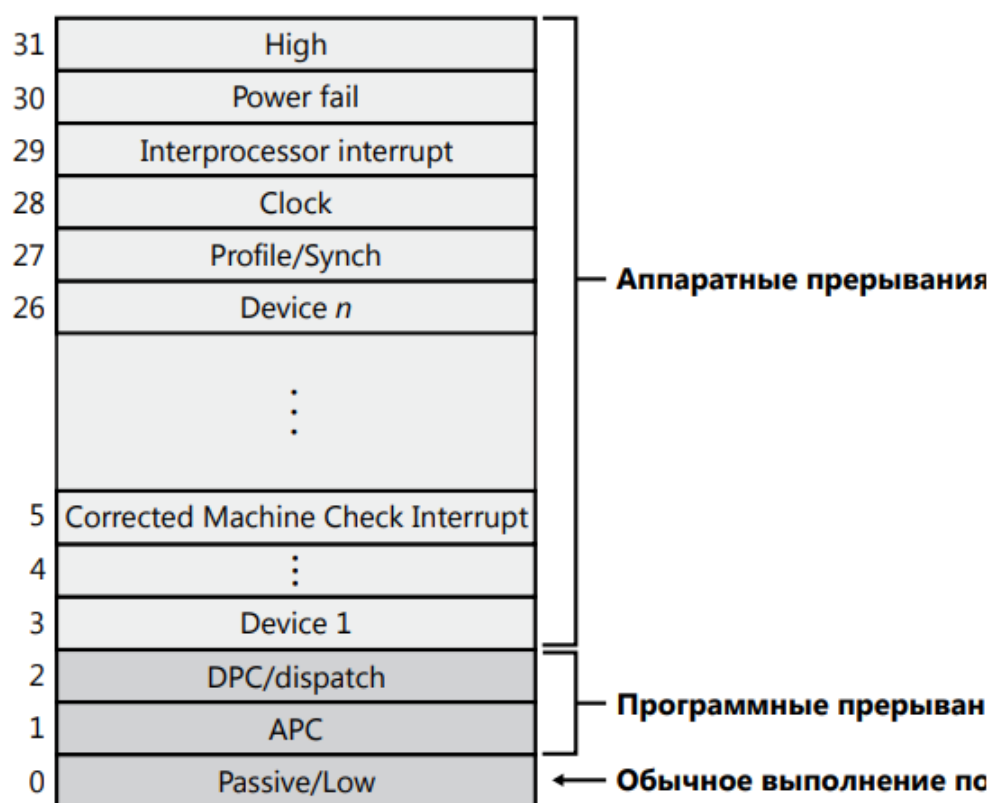 31 High
30 Power fail
29 Interprocessor interrupt
28 Clock
27 Profile/Synch
26 Device n
Аппаратные прерывания
⋮
5 Corrected Machine Check Interrupt
4 ⋮
3 Device 1
2 DPC/dispatch
Программные прерыван
1 APC
0 Passive/Low
Обычное выполнение по